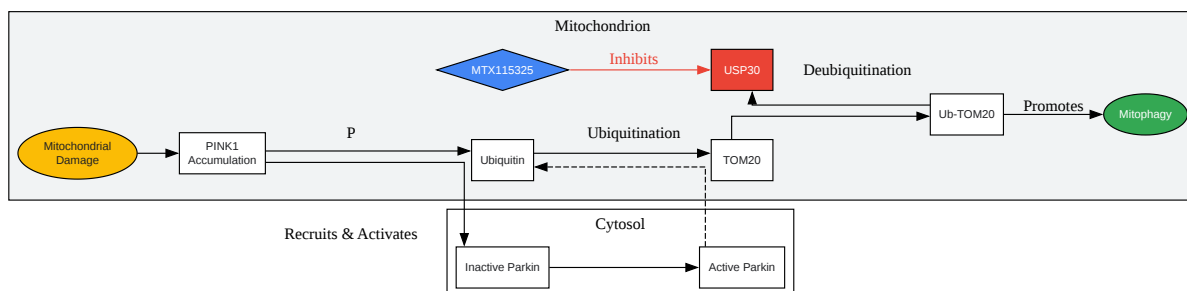 Mitochondrion
MTX115325
Inhibits
USP30
Deubiquitination
Ub-TOM20
Promotes
Mitophagy
Mitochondrial
Damage
PINK1
Accumulation
P
Ubiquitin
Ubiquitination
TOM20
Recruits & Activates
Cytosol
Inactive Parkin
Active Parkin